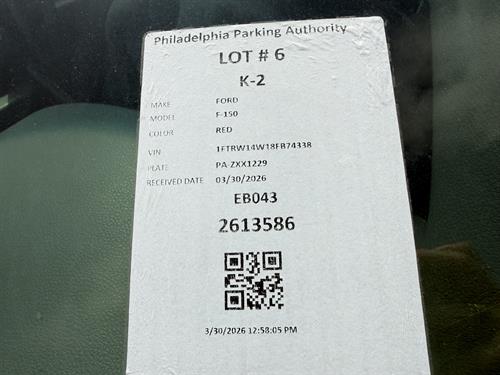 Philadelphia Parking Authority
LOT # 6
K-2
MAKE FORD
MODEL F-150
COLOR RED
VIN 1FTRW14W18FB74338
PLATE PA-ZXX1229
RECEIVED DATE 03/30/2026
EB043
2613586
3/30/2026 12:58:05 PM